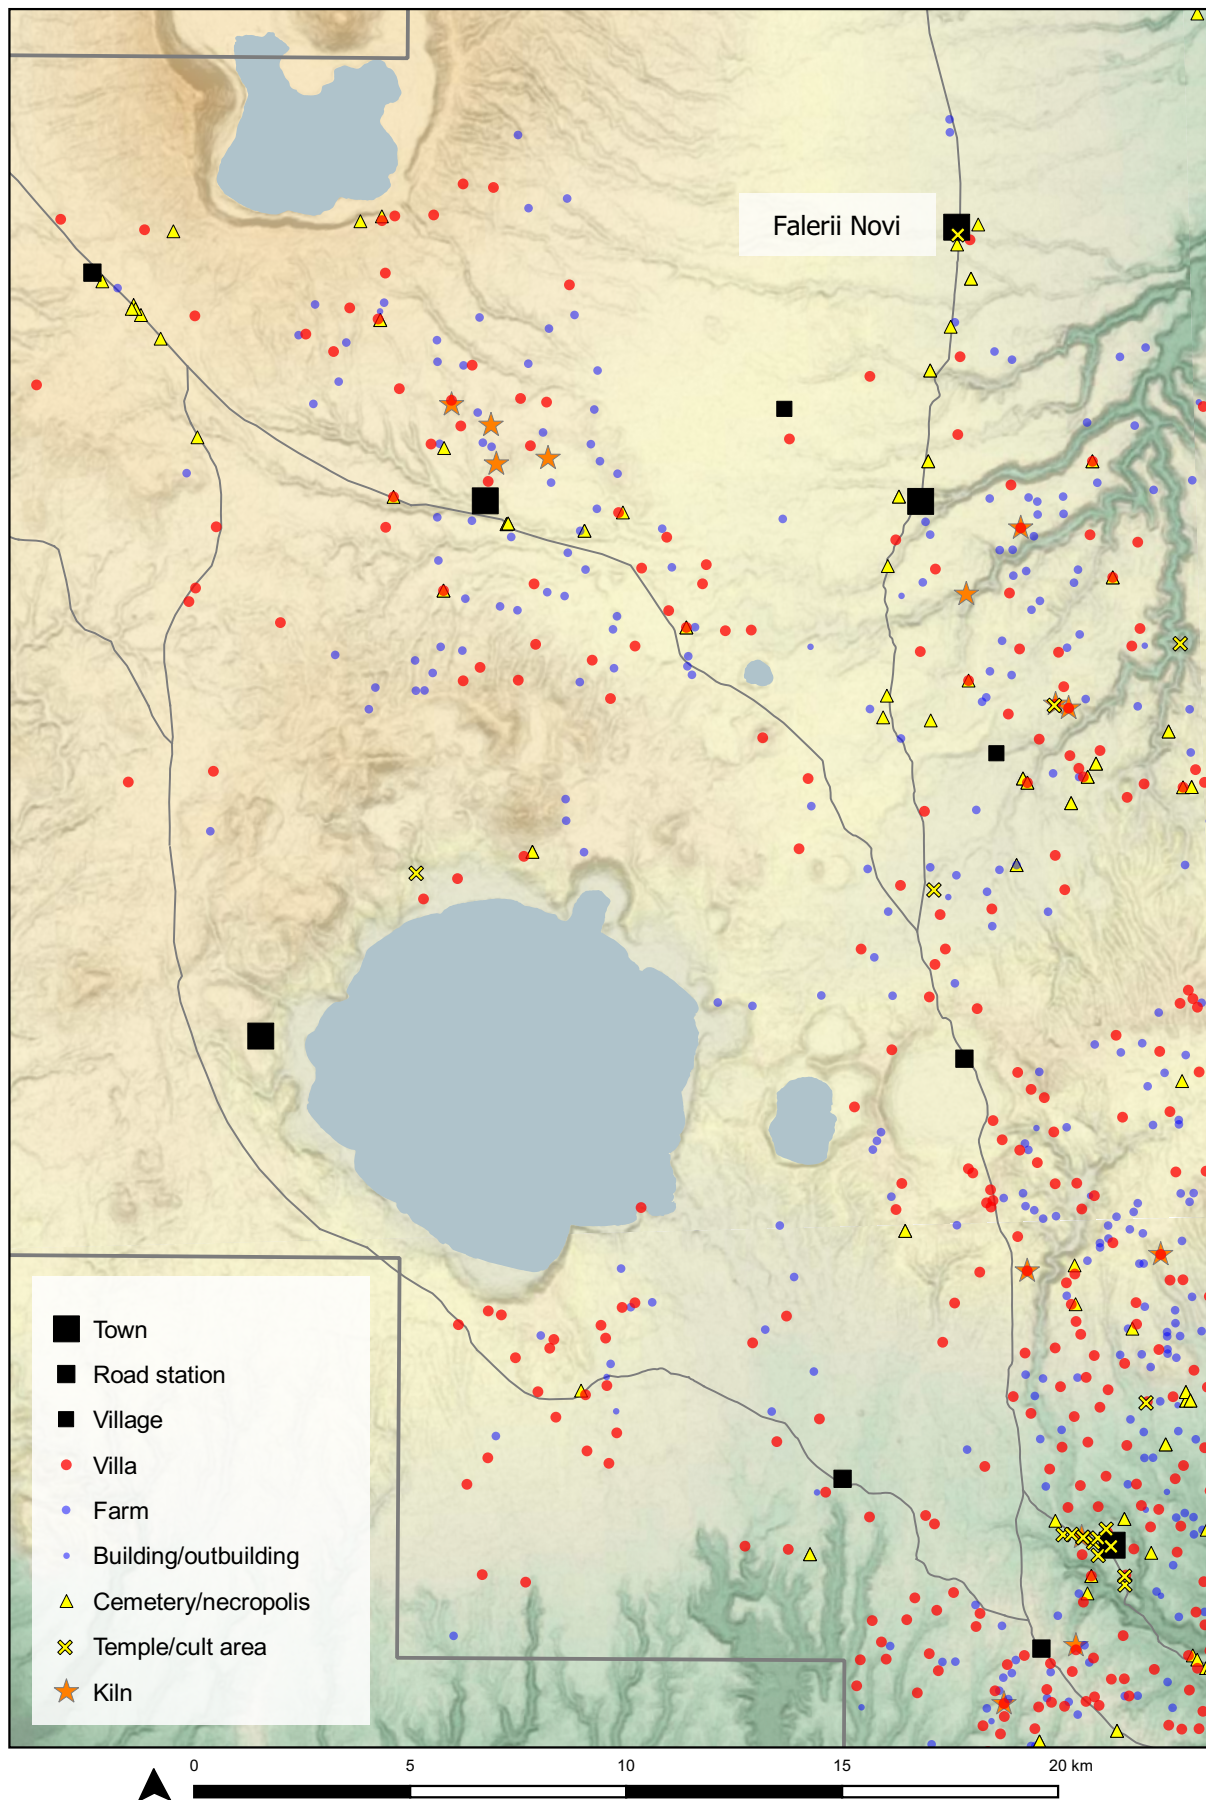 Falerii Novi
Town
Road station
Village
Villa
Farm
Building/outbuilding
Cemetery/necropolis
Temple/cult area
Kiln
0 5 10 15 20 km